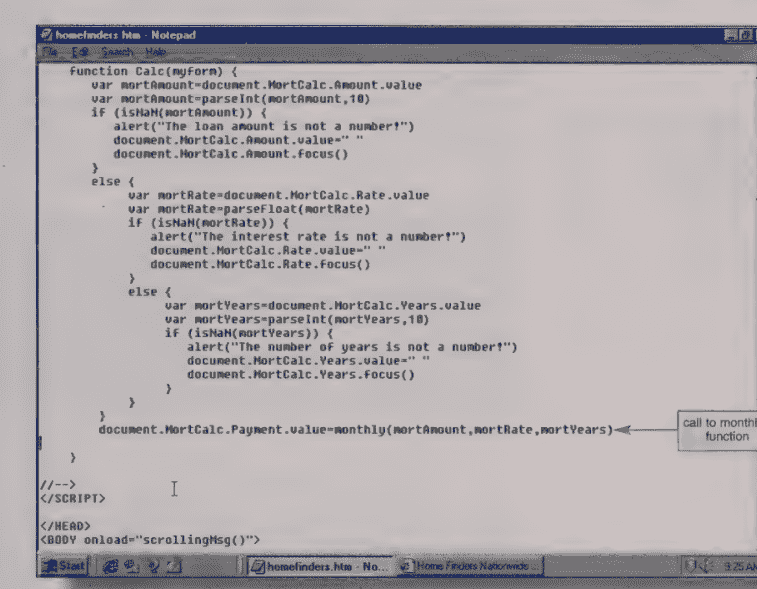 homefinders.htm - Notepad
File Edit Search Help
function Calc(myform) {
var mortAmount=document.MortCalc.Amount.value
var mortAmount=parseInt(mortAmount,10)
if (isNaN(mortAmount)) {
alert("The loan amount is not a number!")
document.MortCalc.Amount.value=" "
document.MortCalc.Amount.focus()
}
else {
var mortRate=document.MortCalc.Rate.value
var mortRate=parseFloat(mortRate)
if (isNaN(mortRate)) {
alert("The interest rate is not a number!")
document.MortCalc.Rate.value=" "
document.MortCalc.Rate.focus()
}
else {
var mortYears=document.MortCalc.Years.value
var mortYears=parseInt(mortYears,10)
if (isNaN(mortYears)) {
alert("The number of years is not a number!")
document.MortCalc.Years.value=" "
document.MortCalc.Years.focus()
}
}
}
document.MortCalc.Payment.value=monthly(mortAmount,mortRate,mortYears)
call to monthl
function
}
//-->
</SCRIPT>
</HEAD>
<BODY onload="scrollingMsg()">
Start
homefinders.htm - No...
Home Finders Nationwide ...
9:25 AM